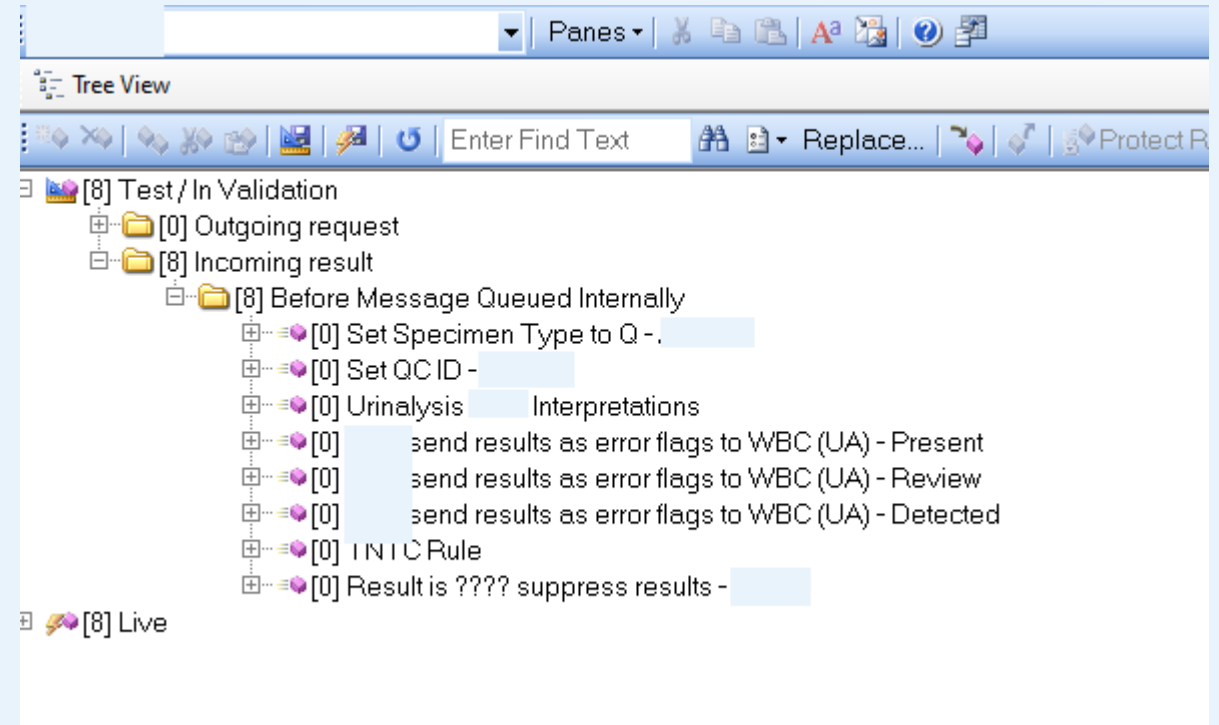 Panes
Tree View
Enter Find Text Replace... Protect R
[8] Test / In Validation
[0] Outgoing request
[8] Incoming result
[8] Before Message Queued Internally
[0] Set Specimen Type to Q - .
[0] Set QC ID -
[0] Urinalysis Interpretations
[0] send results as error flags to WBC (UA) - Present
[0] send results as error flags to WBC (UA) - Review
[0] send results as error flags to WBC (UA) - Detected
[0] TNTC Rule
[0] Result is ???? suppress results -
[8] Live